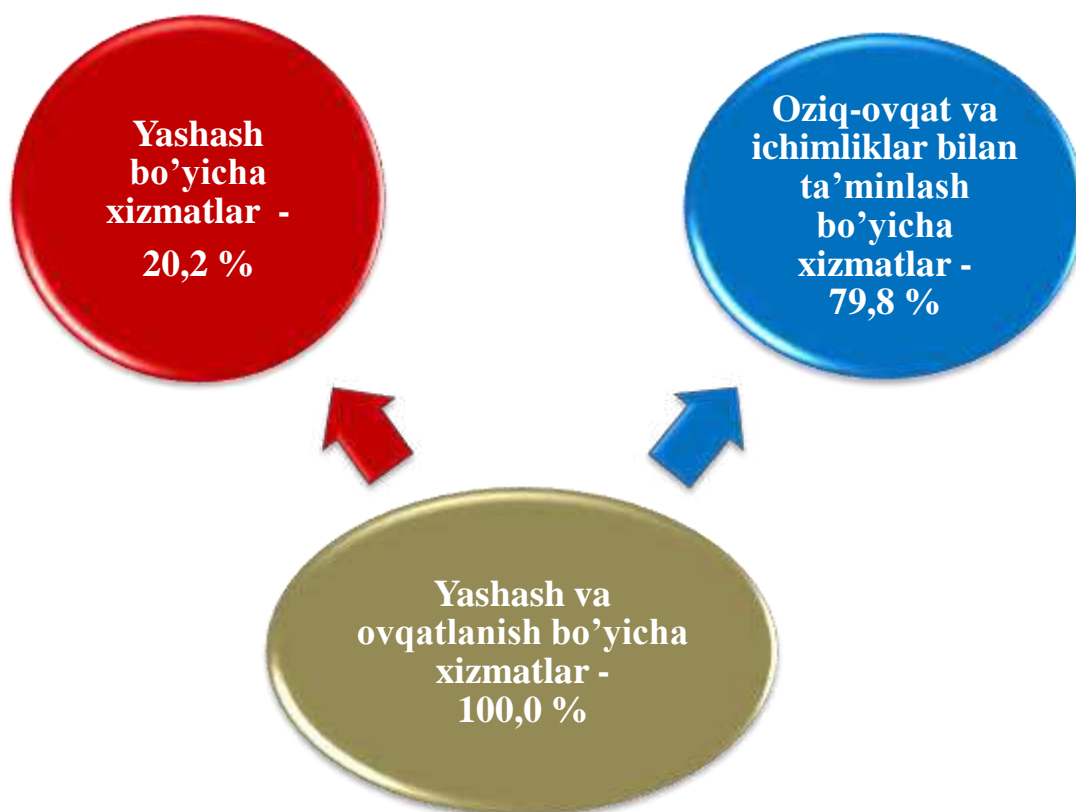 Yashash
bo’yicha
xizmatlar -
20,2 %
Oziq-ovqat va
ichimliklar bilan
ta’minlash
bo’yicha
xizmatlar -
79,8 %
Yashash va
ovqatlanish bo’yicha
xizmatlar -
100,0 %